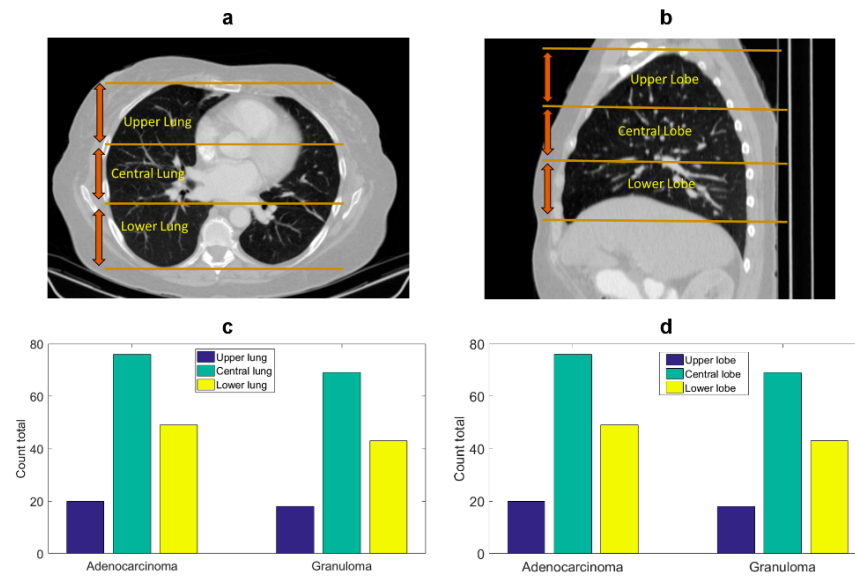 a
b
Upper Lung
Central Lung
Lower Lung
Upper Lobe
Central Lobe
Lower Lobe
c
d
80
60
40
20
0
Count total
Upper lung
Central lung
Lower lung
Adenocarcinoma
Granuloma
80
60
40
20
0
Count total
Upper lobe
Central lobe
Lower lobe
Adenocarcinoma
Granuloma